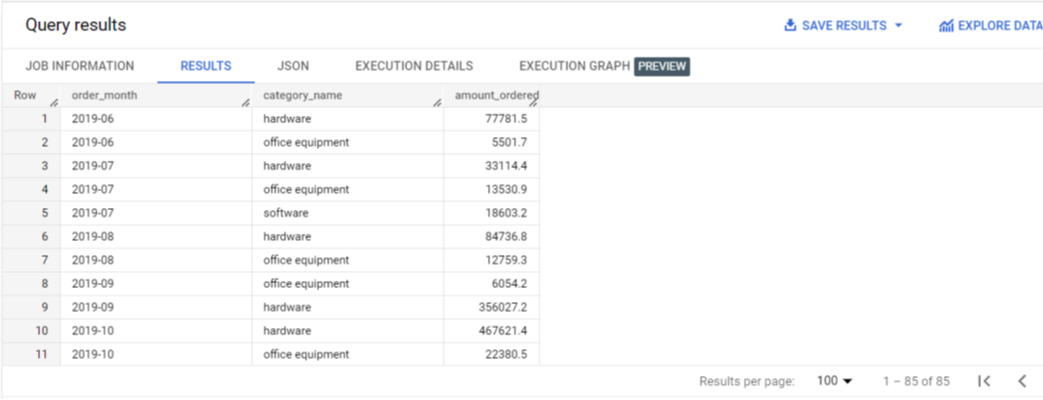 Query results SAVE RESULTS EXPLORE DATA
JOB INFORMATION RESULTS JSON EXECUTION DETAILS EXECUTION GRAPH PREVIEW
Row order_month category_name amount_ordered
1 2019-06 hardware 77781.5
2 2019-06 office equipment 5501.7
3 2019-07 hardware 33114.4
4 2019-07 office equipment 13530.9
5 2019-07 software 18603.2
6 2019-08 hardware 84736.8
7 2019-08 office equipment 12759.3
8 2019-09 office equipment 6054.2
9 2019-09 hardware 356027.2
10 2019-10 hardware 467621.4
11 2019-10 office equipment 22380.5
Results per page: 100 1 – 85 of 85